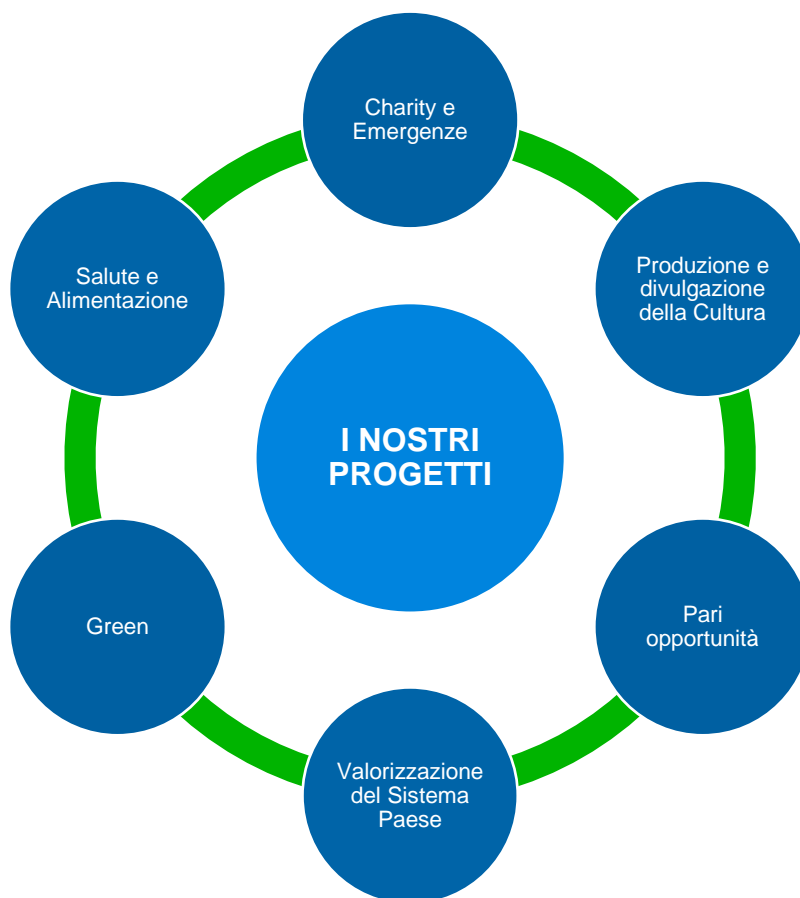 Charity e
Emergenze
Produzione e
divulgazione
della Cultura
Pari
opportunità
Valorizzazione
del Sistema
Paese
Green
Salute e
Alimentazione
I NOSTRI
PROGETTI